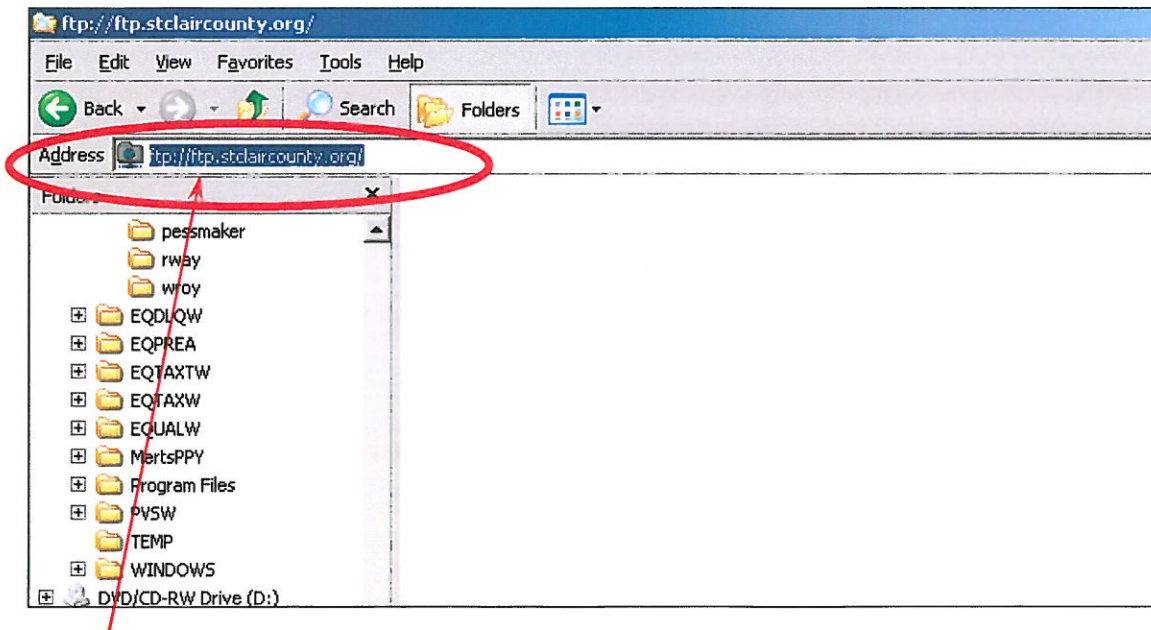 ftp://ftp.stclaircounty.org/
File Edit View Favorites Tools Help
Back Search Folders
Address ftp://ftp.stclaircounty.org/
Folders x
pessmaker
rway
wroy
EQDLQW
EQPREA
EQTAXTW
EQTAXW
EQUALW
MertsPPY
Program Files
PVSW
TEMP
WINDOWS
DVD/CD-RW Drive (D:)